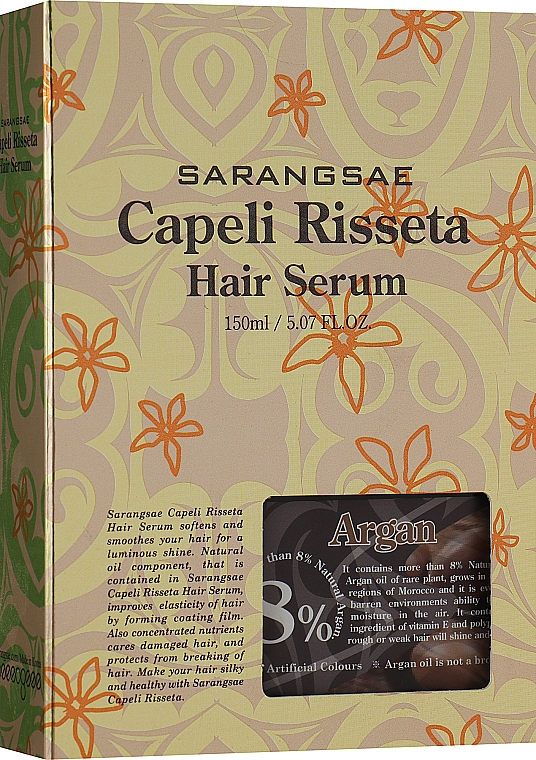 SARANGSAE
Capeli Risseta
Hair Serum
SARANGSAE
Capeli Risseta
Hair Serum
150ml / 5.07 FL.OZ.
Sarangsae Capeli Risseta
Hair Serum softens and
smoothes your hair for a
luminous shine. Natural
oil component, that is
contained in Sarangsae
Capeli Risseta Hair Serum,
improves elasticity of hair
by forming coating film.
Also concentrated nutrients
cares damaged hair, and
protects from breaking of
hair. Make your hair silky
and healthy with Sarangsae
Capeli Risseta.
Argan
than 8% Natural Argan
8%
It contains more than 8% Natu
Argan oil of rare plant, grows in
regions of Morocco and it is ev
barren environments ability
moisture in the air. It cont
ingredient of vitamin E and poly
rough or weak hair will shine and
Artificial Colours ※ Argan oil is not a bro